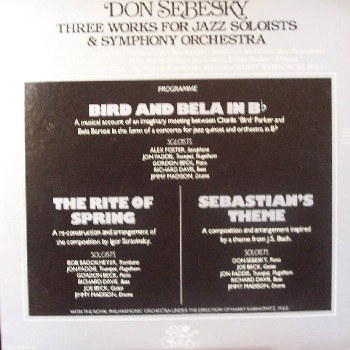 DON SEBESKY
THREE WORKS FOR JAZZ SOLOISTS
& SYMPHONY ORCHESTRA
PROGRAMME
BIRD AND BELA IN B♭
A musical account of an imaginary meeting between Charlie 'Bird' Parker and
Bela Bartok in the form of a concerto for jazz quintet and orchestra in B♭
SOLOISTS
ALEX FOSTER, Saxophone
JON FADDIS, Trumpet, Flugelhorn
GORDON BECK, Piano
RICHARD DAVIS, Bass
JIMMY MADISON, Drums
THE RITE OF
SPRING
A re-construction and arrangement of
the composition by Igor Stravinsky.
SOLOISTS
BOB BROOKMEYER, Trombone
JON FADDIS, Trumpet, Flugelhorn
GORDON BECK, Piano
RICHARD DAVIS, Bass
JOE BECK, Guitar
JIMMY MADISON, Drums
SEBASTIAN'S
THEME
A composition and arrangement inspired
by a theme from J.S. Bach.
SOLOISTS
DON SEBESKY, Piano
JOE BECK, Guitar
JON FADDIS, Trumpet, Flugelhorn
RICHARD DAVIS, Bass
JIMMY MADISON, Drums
WITH THE ROYAL PHILHARMONIC ORCHESTRA UNDER THE DIRECTION OF HARRY RABINOWITZ, M.B.E.